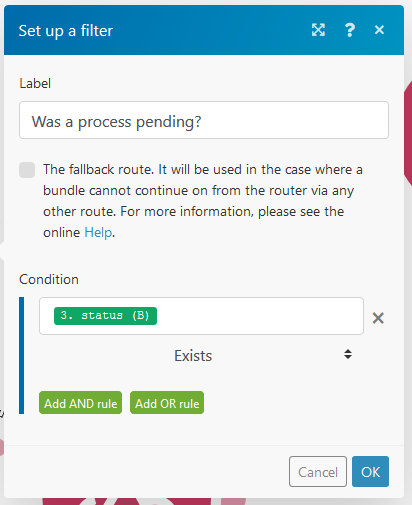 Set up a filter
Label
Was a process pending?
The fallback route. It will be used in the case where a
bundle cannot continue on from the router via any
other route. For more information, please see the
online Help.
Condition
3. status (B)
Exists
Add AND rule Add OR rule
Cancel OK